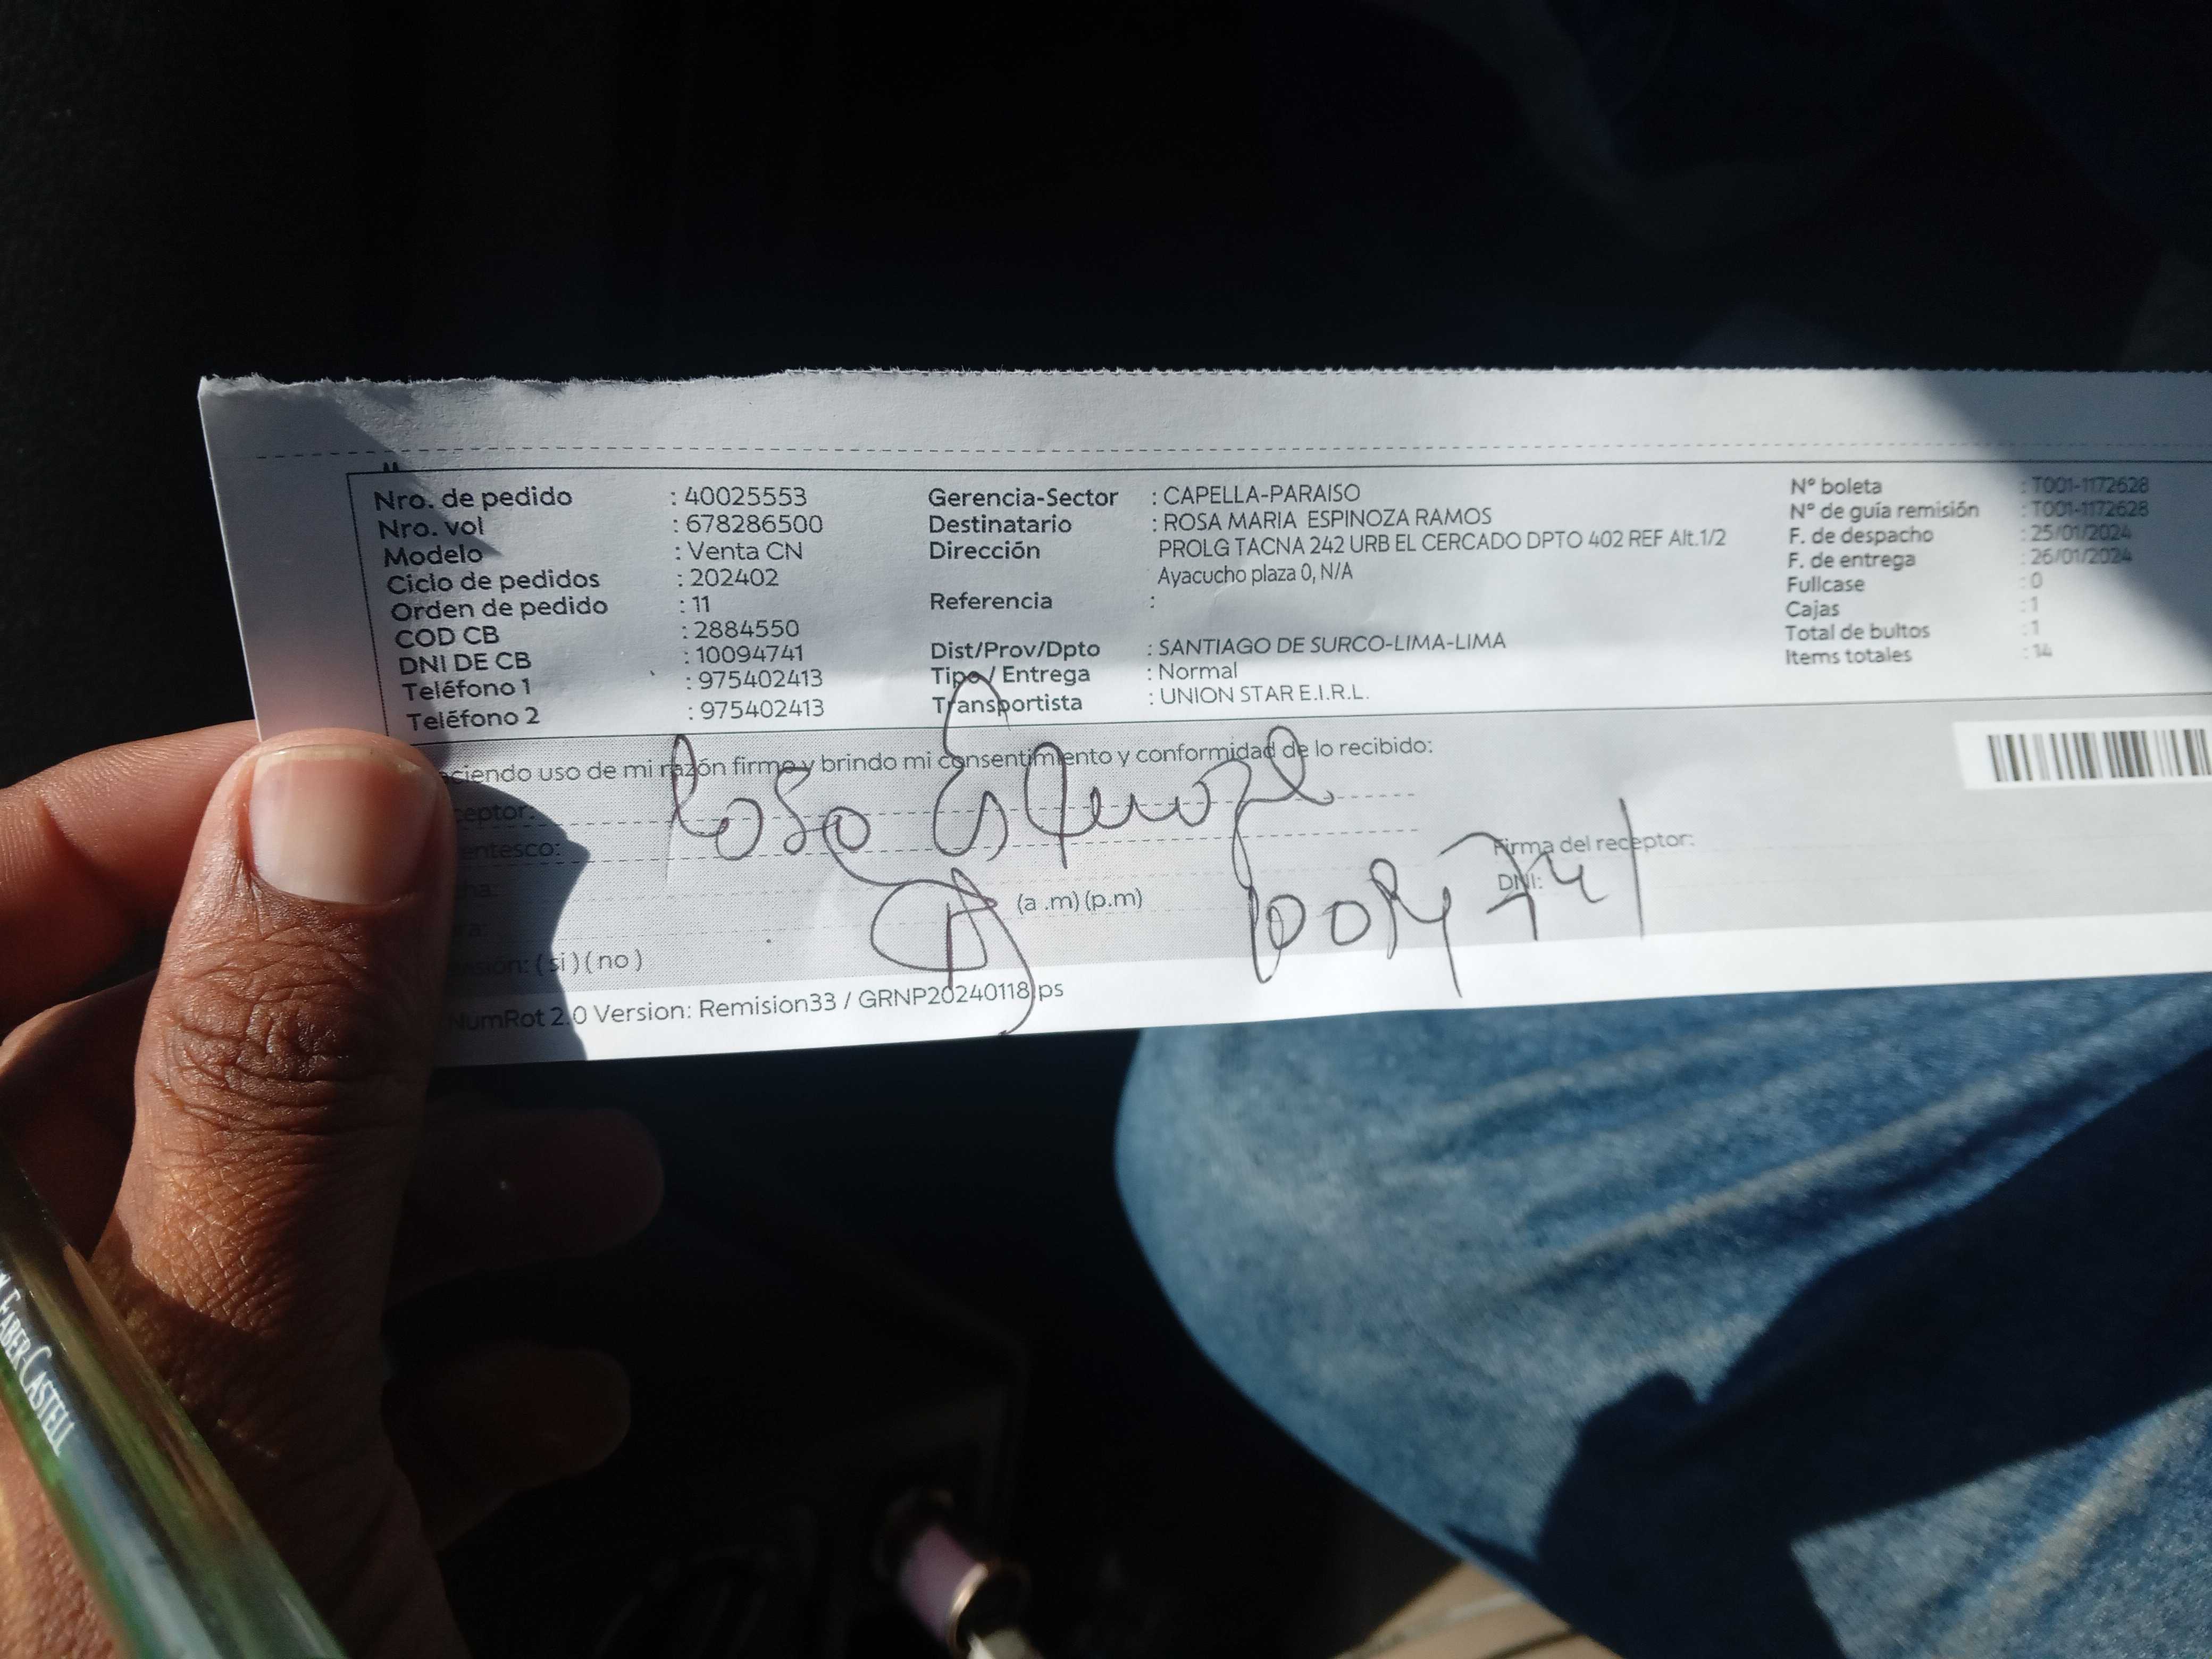 Nro. de pedido : 40025553
Nro. vol : 678286500
Modelo : Venta CN
Ciclo de pedidos : 202402
Orden de pedido : 11
COD CB : 2884550
DNI DE CB : 10094741
Teléfono 1 : 975402413
Teléfono 2 : 975402413
Gerencia-Sector : CAPELLA-PARAISO
Destinatario : ROSA MARIA ESPINOZA RAMOS
Dirección PROLG TACNA 242 URB EL CERCADO DPTO 402 REF Alt.1/2
Ayacucho plaza 0, N/A
Referencia :
Dist/Prov/Dpto : SANTIAGO DE SURCO-LIMA-LIMA
Tipo / Entrega : Normal
Transportista : UNION STAR E.I.R.L.
N° boleta : T001-1172628
N° de guía remisión : T001-1172628
F. de despacho : 25/01/2024
F. de entrega : 26/01/2024
Fullcase : 0
Cajas : 1
Total de bultos : 1
Items totales : 14
ciendo uso de mi razón firmo y brindo mi consentimiento y conformidad de lo recibido:
ceptor: Rosa Espinoza
entesco:
Firma del receptor:
ha:
DNI: 10094741
ra: (a .m) (p.m)
visión: ( si ) ( no )
NumRot 2.0 Version: Remision33 / GRNP20240118.ps
FABER-CASTELL